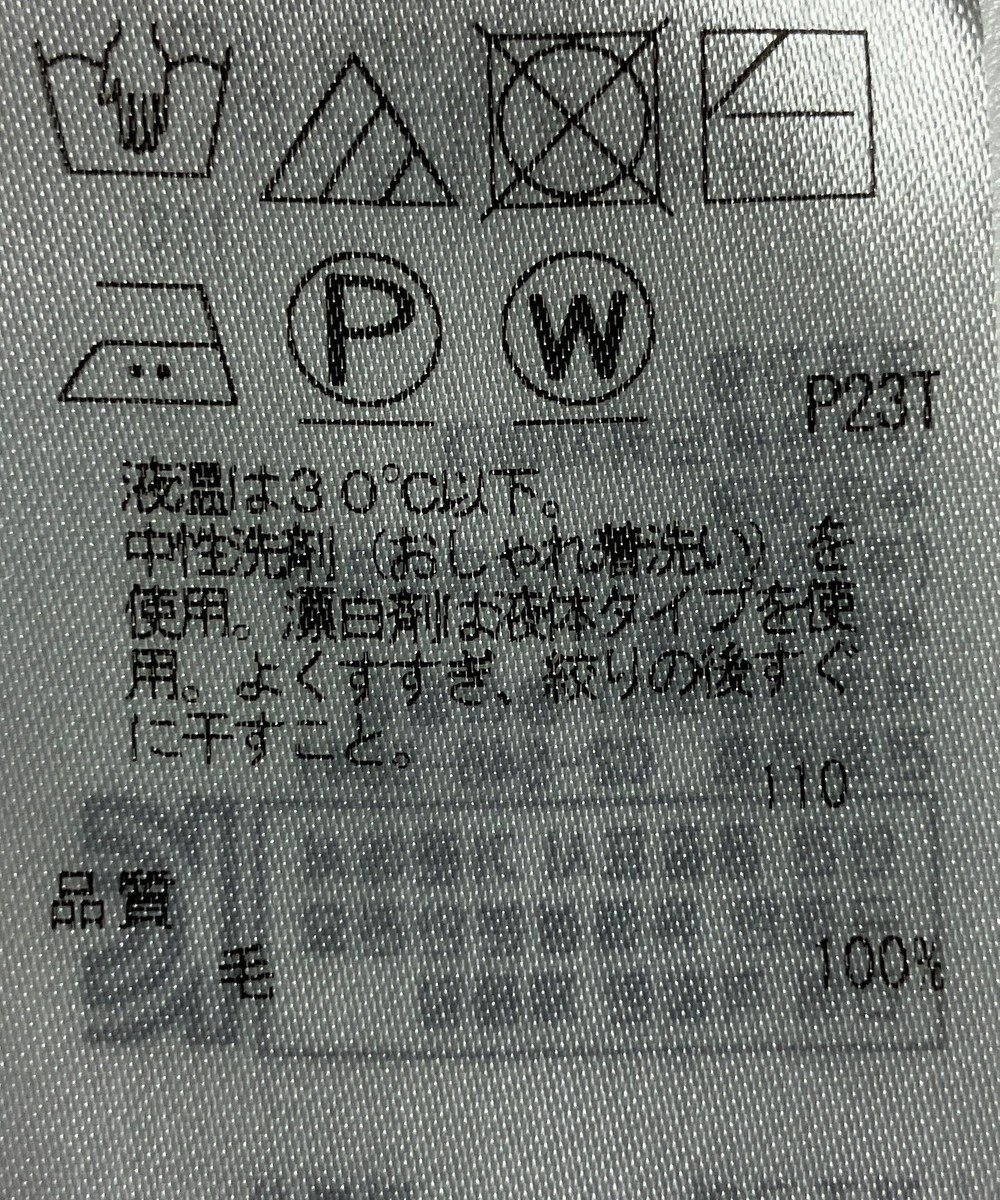 P W
P23T
液温は30℃以下。
中性洗剤(おしゃれ着洗い)を
使用。漂白剤は液体タイプを使
用。よくすすぎ、絞りの後すぐ
に干すこと。
110
品質
毛 100%